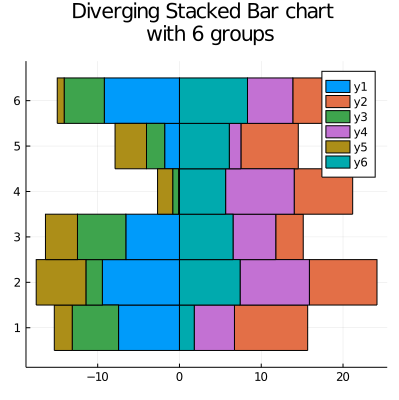 Diverging Stacked Bar chart
with 6 groups
y1
y2
y3
y4
y5
y6
6
5
4
3
2
1
−10 0 10 20